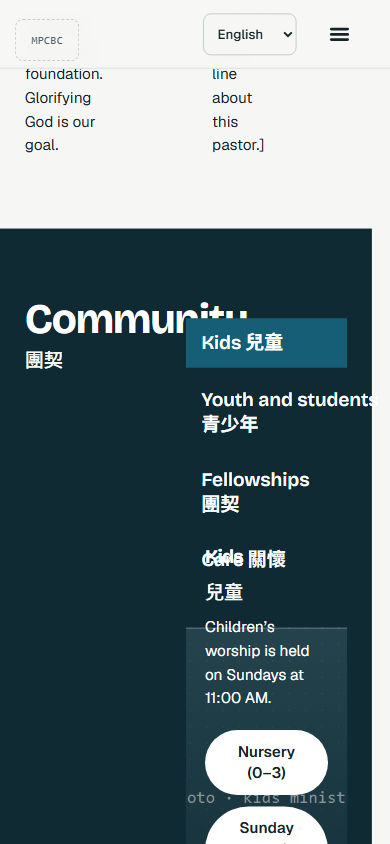 MPCBC
English
foundation.
Glorifying
God is our
goal.
line
about
this
pastor.]
Community
團契
Kids 兒童
Youth and students
青少年
Fellowships
團契
Care 關懷
Kids
兒童
Children's
worship is held
on Sundays at
11:00 AM.
Nursery
(0–3)
oto · kids minist
Sunday